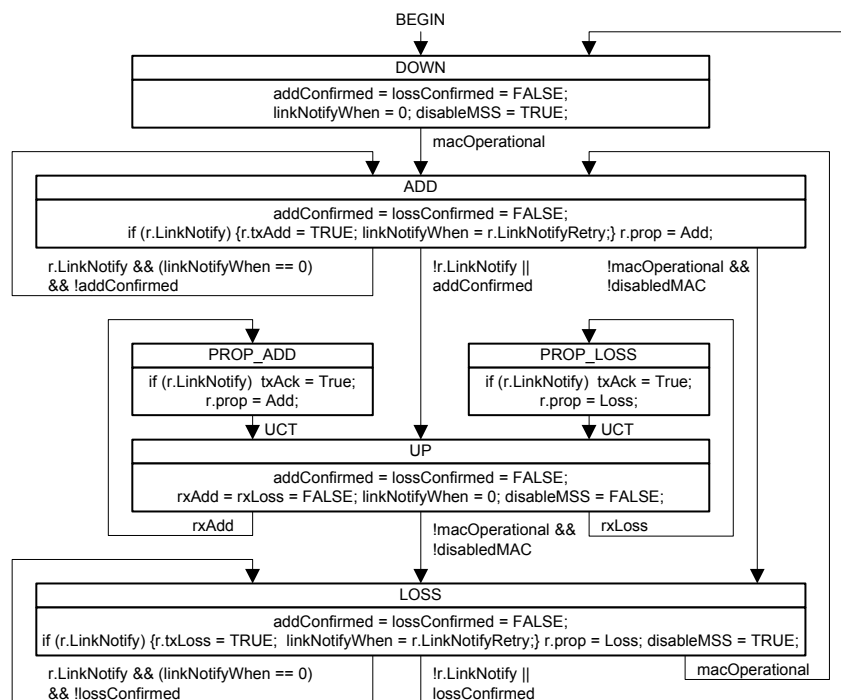 BEGIN
DOWN
addConfirmed = lossConfirmed = FALSE;
linkNotifyWhen = 0; disableMSS = TRUE;
macOperational
ADD
addConfirmed = lossConfirmed = FALSE;
if (r.LinkNotify) {r.txAdd = TRUE; linkNotifyWhen = r.LinkNotifyRetry;} r.prop = Add;
r.LinkNotify && (linkNotifyWhen == 0)
&& !addConfirmed
!r.LinkNotify ||
addConfirmed
!macOperational &&
!disabledMAC
PROP_ADD
if (r.LinkNotify) txAck = True;
r.prop = Add;
UCT
PROP_LOSS
if (r.LinkNotify) txAck = True;
r.prop = Loss;
UCT
UP
addConfirmed = lossConfirmed = FALSE;
rxAdd = rxLoss = FALSE; linkNotifyWhen = 0; disableMSS = FALSE;
rxAdd
!macOperational &&
!disabledMAC
rxLoss
LOSS
addConfirmed = lossConfirmed = FALSE;
if (r.LinkNotify) {r.txLoss = TRUE; linkNotifyWhen = r.LinkNotifyRetry;} r.prop = Loss; disableMSS = TRUE;
r.LinkNotify && (linkNotifyWhen == 0)
&& !lossConfirmed
!r.LinkNotify ||
lossConfirmed
macOperational